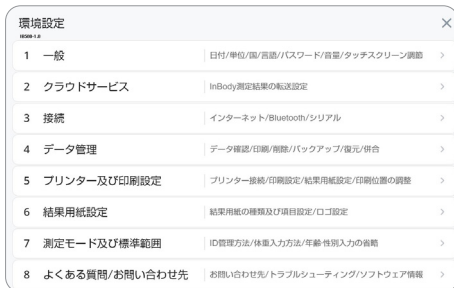 環境設定
IB500-1.0
1 一般 日付/単位/国/言語/パスワード/音量/タッチスクリーン調節
2 クラウドサービス InBody測定結果の転送設定
3 接続 インターネット/Bluetooth/シリアル
4 データ管理 データ確認/印刷/削除/バックアップ/復元/併合
5 プリンター及び印刷設定 プリンター接続/印刷設定/結果用紙設定/印刷位置の調整
6 結果用紙設定 結果用紙の種類及び項目設定/ロゴ設定
7 測定モード及び標準範囲 ID管理方法/体重入力方法/年齢·性別入力の省略
8 よくある質問/お問い合わせ先 お問い合わせ先/トラブルシューティング/ソフトウェア情報